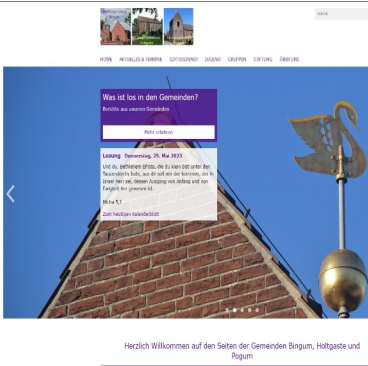 Bingum
Holtgaste
HOME AKTUELLES & TERMINE GOTTESDIENST JUGEND GRUPPEN STIFTUNG ÜBER UNS
Was ist los in den Gemeinden?
Berichte aus unseren Gemeinden
Mehr erfahren
Losung Donnerstag, 25. Mai 2023
Und du, Bethlehem Efrata, die du klein bist unter den
Tausenden in Juda, aus dir soll mir der kommen, der in
Israel Herr sei, dessen Ausgang von Anfang und von
Ewigkeit her gewesen ist.
Micha 5,1
Zum heutigen Kalenderblatt
Herzlich Willkommen auf den Seiten der Gemeinden Bingum, Holtgaste und
Pogum